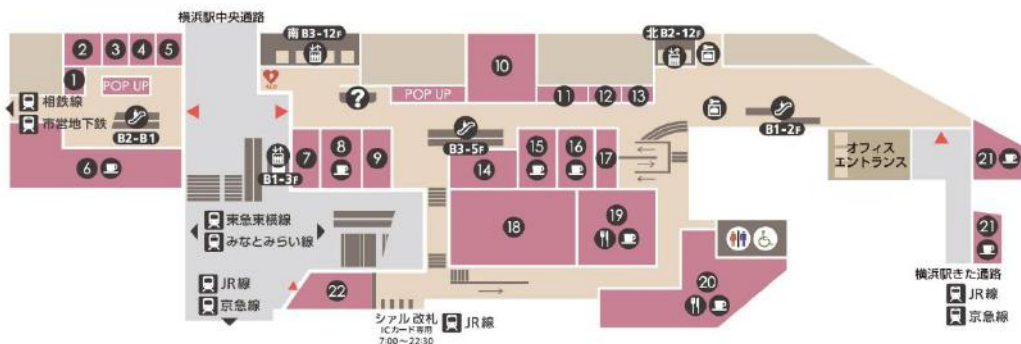 横浜駅中央通路
南 B3-12F
北 B2-12F
2
3
4
5
1
POP UP
AED
?
POP UP
10
11
12
13
相鉄線
市営地下鉄
B2-B1
B3-5F
B1-2F
6
B1-3F
7
8
9
14
15
16
17
オフィス
エントランス
21
18
19
21
東急東横線
みなとみらい線
JR線
京急線
22
20
シァル改札
ICカード専用
7:00~22:30
JR線
横浜駅きた通路
JR線
京急線